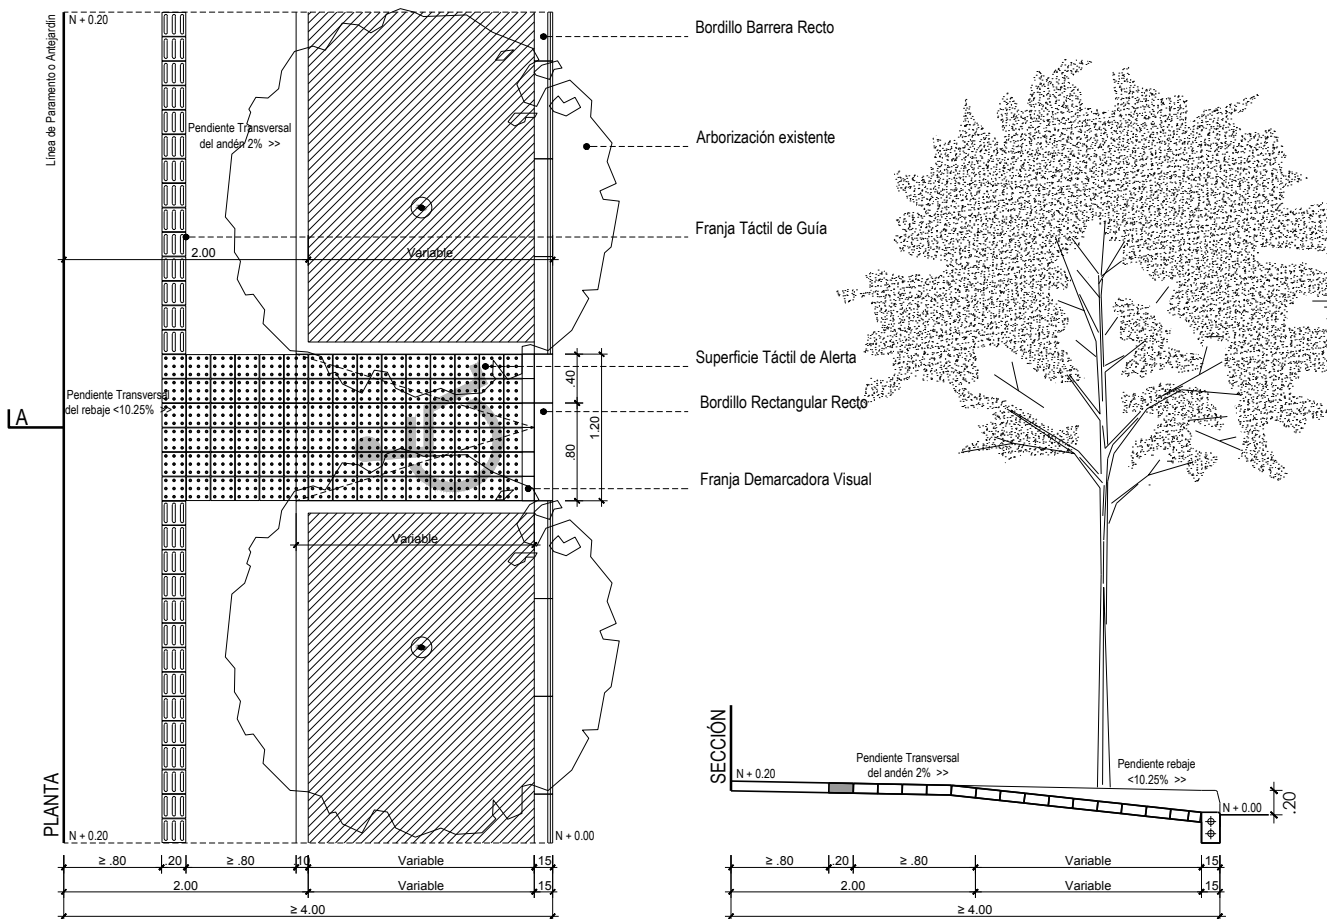 N + 0.20
Línea de Paramento o Antejardín
Pendiente Transversal
del andén 2% >>
Bordillo Barrera Recto
Arborización existente
Franja Táctil de Guía
2.00
Variable
Superficie Táctil de Alerta
Pendiente Transversal
del rebaje <10.25% >>
A
Bordillo Rectangular Recto
.40
.80
1.20
Franja Demarcadora Visual
Variable
PLANTA
N + 0.20
N + 0.00
≥ .80
.20
≥ .80
.10
Variable
.15
2.00
Variable
.15
≥ 4.00
SECCIÓN
N + 0.20
Pendiente Transversal
del andén 2% >>
Pendiente rebaje
<10.25% >>
N + 0.00
.20
≥ .80
.20
≥ .80
Variable
.15
2.00
Variable
.15
≥ 4.00